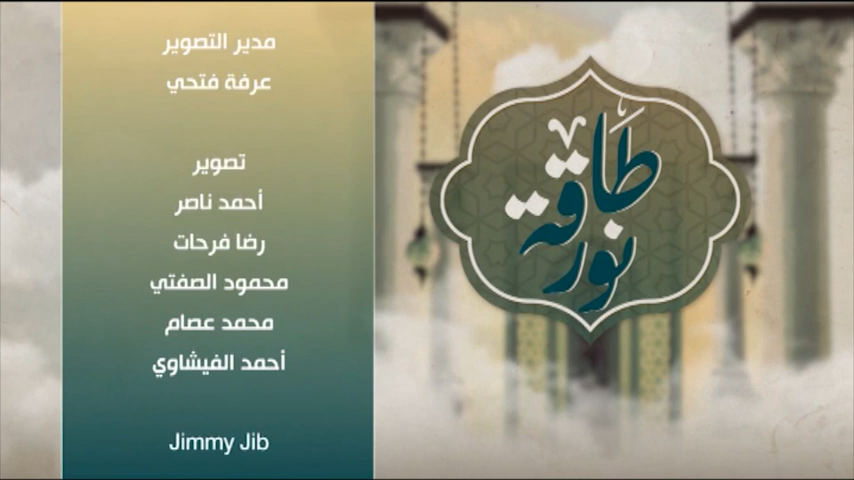 مدير التصوير
عرفة فتحي
تصوير
أحمد ناصر
رضا فرحات
محمود الصفتي
محمد عصام
أحمد الفيشاوي
Jimmy Jib
طاقة
نور